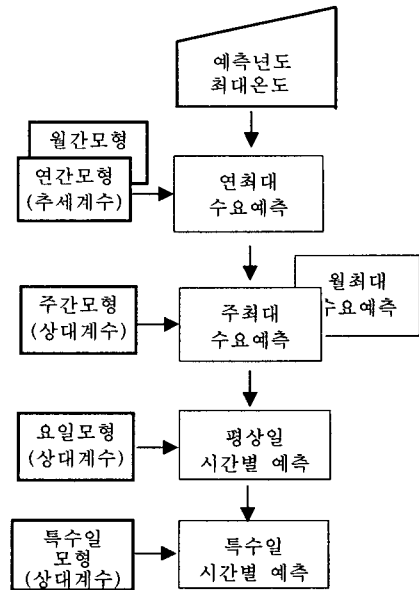 예측년도
최대온도
월간모형
연간모형
(추세계수)
연최대
수요예측
월최대
수요예측
주간모형
(상대계수)
주최대
수요예측
요일모형
(상대계수)
평상일
시간별 예측
특수일
모형
(상대계수)
특수일
시간별 예측